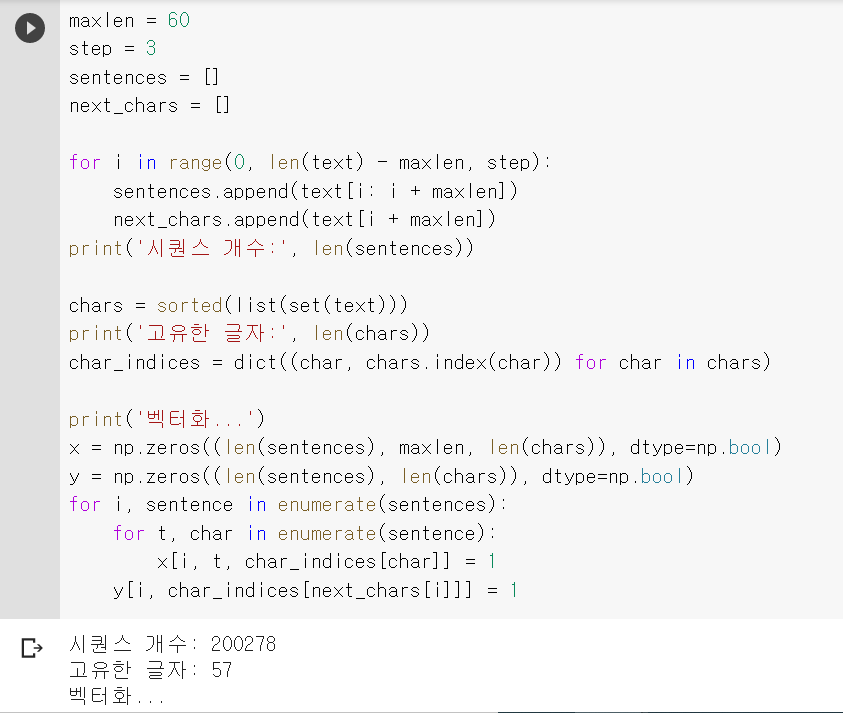 maxlen = 60
step = 3
sentences = []
next_chars = []
for i in range(0, len(text) - maxlen, step):
    sentences.append(text[i: i + maxlen])
    next_chars.append(text[i + maxlen])
print('시퀀스 개수:', len(sentences))
chars = sorted(list(set(text)))
print('고유한 글자:', len(chars))
char_indices = dict((char, chars.index(char)) for char in chars)
print('벡터화...')
x = np.zeros((len(sentences), maxlen, len(chars)), dtype=np.bool)
y = np.zeros((len(sentences), len(chars)), dtype=np.bool)
for i, sentence in enumerate(sentences):
    for t, char in enumerate(sentence):
        x[i, t, char_indices[char]] = 1
    y[i, char_indices[next_chars[i]]] = 1
시퀀스 개수: 200278
고유한 글자: 57
벡터화...